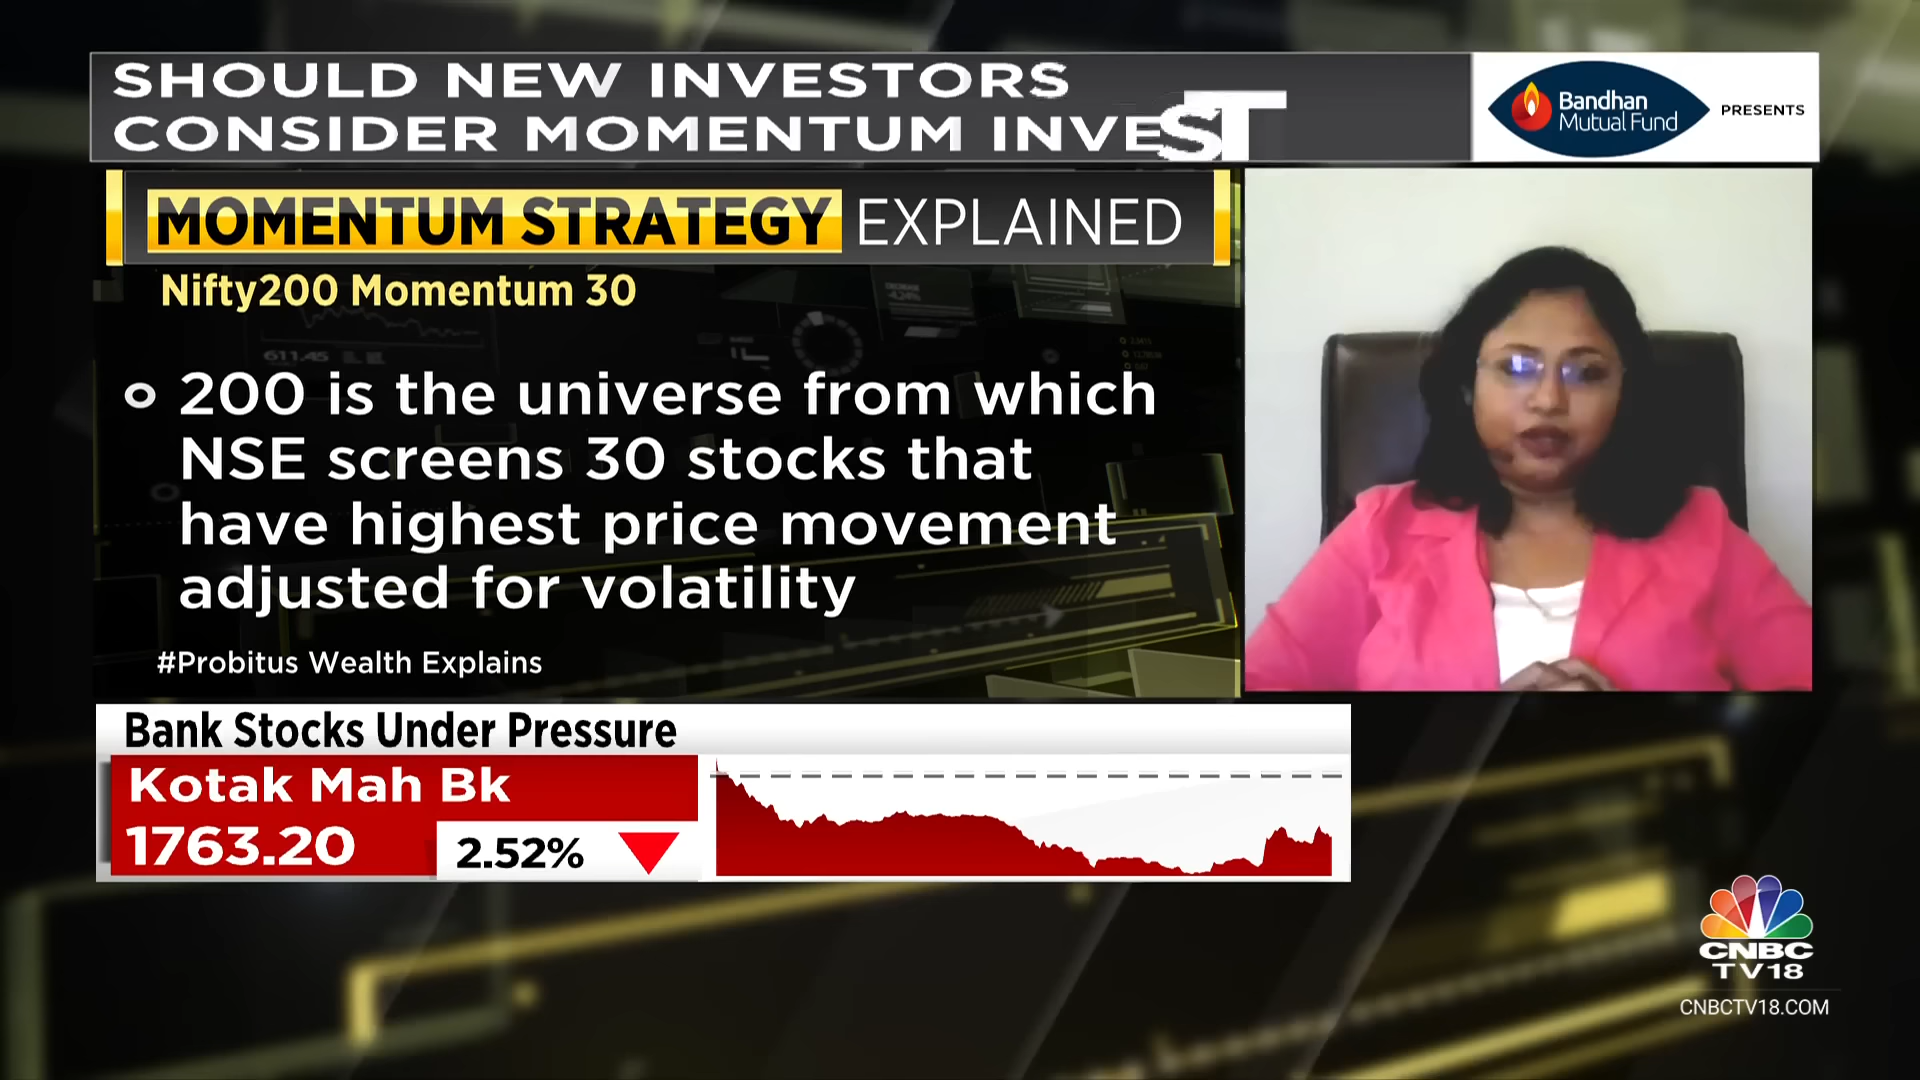 SHOULD NEW INVESTORS
CONSIDER MOMENTUM INVEST
Bandhan
Mutual Fund
PRESENTS
MOMENTUM STRATEGY EXPLAINED
Nifty200 Momentum 30
611.45
o 200 is the universe from which
NSE screens 30 stocks that
have highest price movement
adjusted for volatility
#Probitus Wealth Explains
Bank Stocks Under Pressure
Kotak Mah Bk
1763.20
2.52%
CNBC
TV18
CNBCTV18.COM